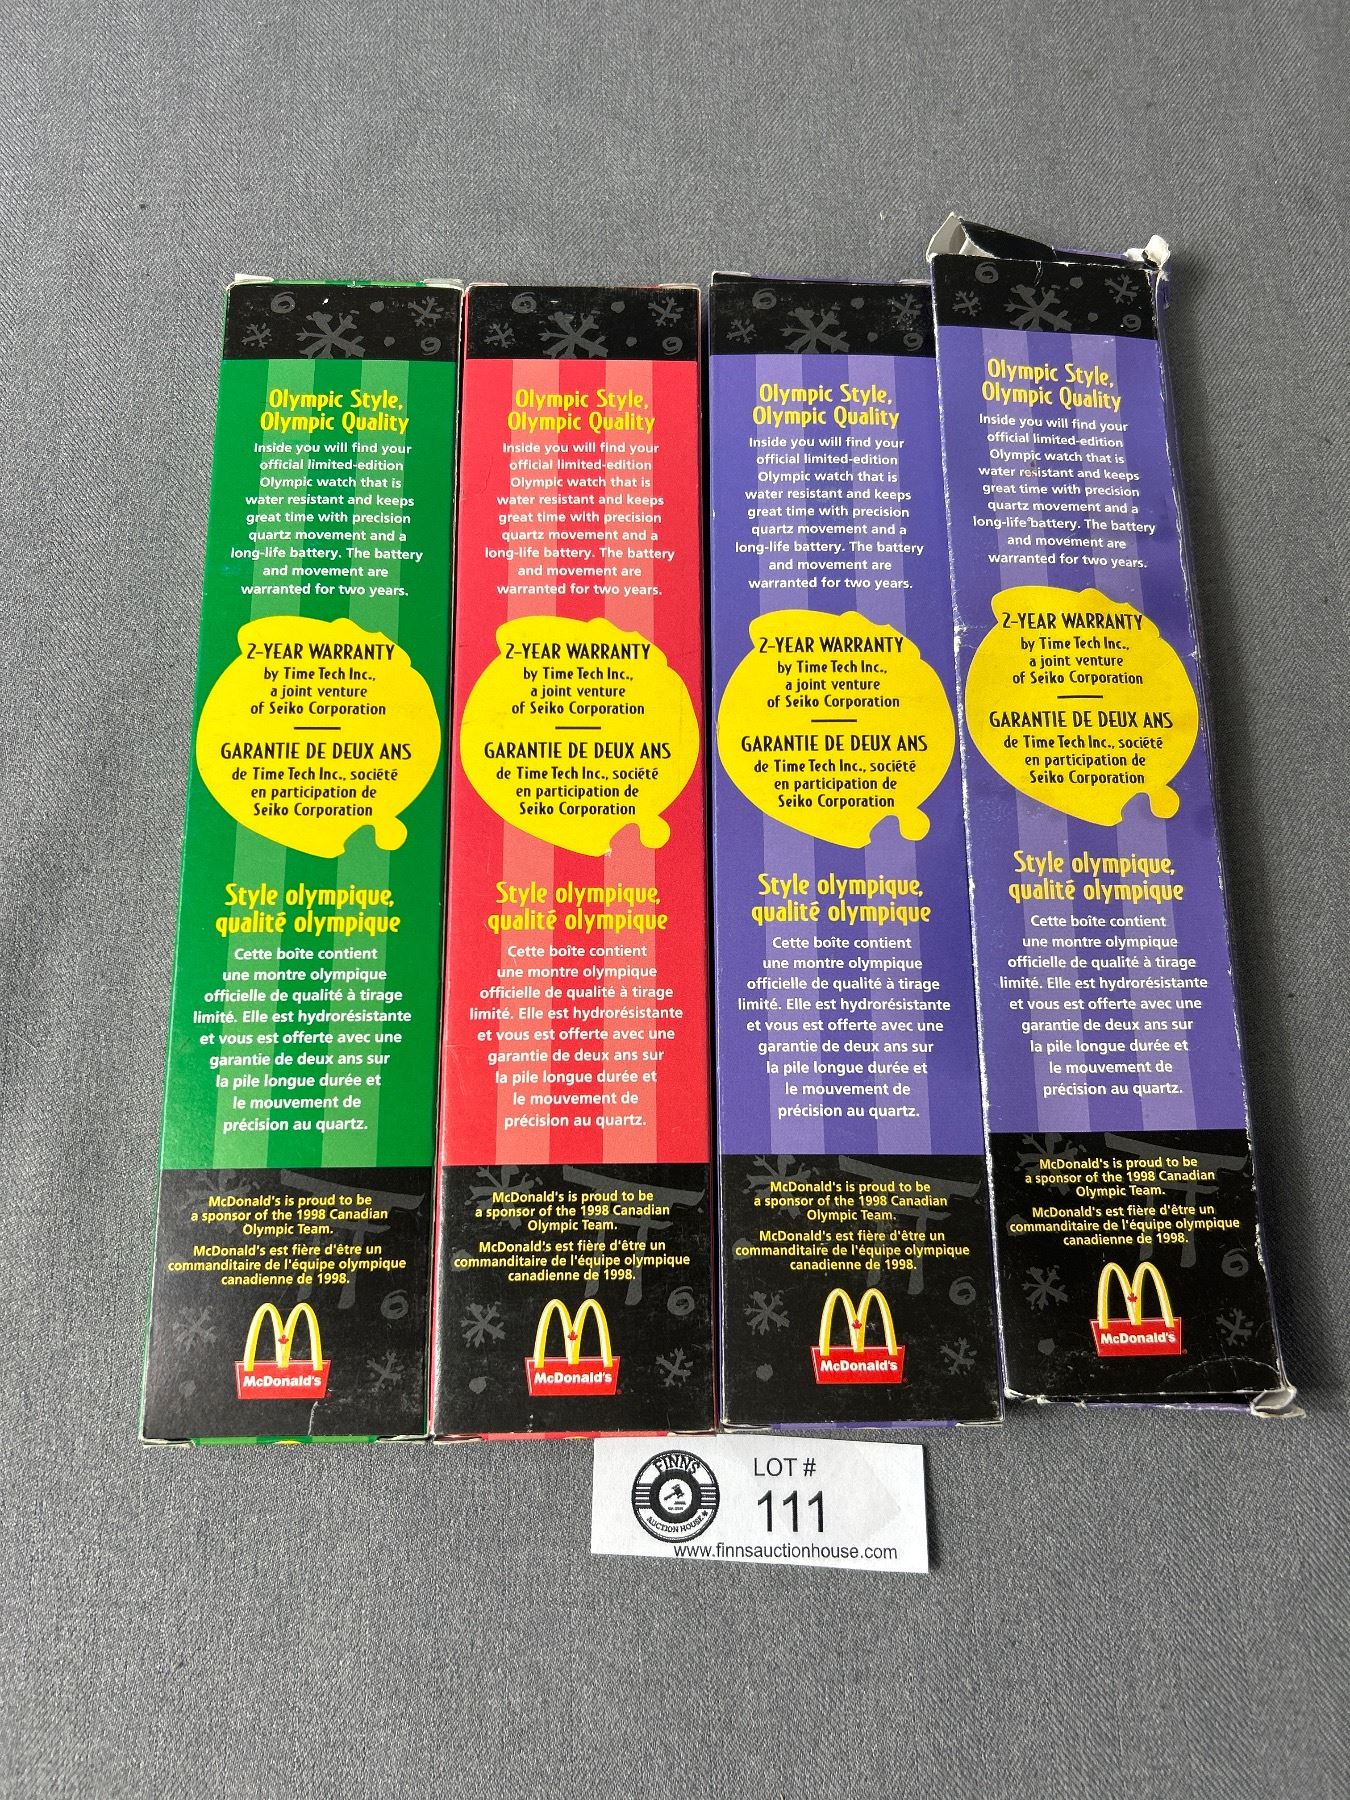 Olympic Style,
Olympic Quality
Inside you will find your
official limited-edition
Olympic watch that is
water resistant and keeps
great time with precision
quartz movement and a
long-life battery. The battery
and movement are
warranted for two years.
2-YEAR WARRANTY
by Time Tech Inc.,
a joint venture
of Seiko Corporation
GARANTIE DE DEUX ANS
de Time Tech Inc., société
en participation de
Seiko Corporation
Style olympique,
qualité olympique
Cette boîte contient
une montre olympique
officielle de qualité à tirage
limité. Elle est hydrorésistante
et vous est offerte avec une
garantie de deux ans sur
la pile longue durée et
le mouvement de
précision au quartz.
McDonald's is proud to be
a sponsor of the 1998 Canadian
Olympic Team.
McDonald's est fière d'être un
commanditaire de l'équipe olympique
canadienne de 1998.
McDonald's
Olympic Style,
Olympic Quality
Inside you will find your
official limited-edition
Olympic watch that is
water resistant and keeps
great time with precision
quartz movement and a
long-life battery. The battery
and movement are
warranted for two years.
2-YEAR WARRANTY
by Time Tech Inc.,
a joint venture
of Seiko Corporation
GARANTIE DE DEUX ANS
de Time Tech Inc., société
en participation de
Seiko Corporation
Style olympique,
qualité olympique
Cette boîte contient
une montre olympique
officielle de qualité à tirage
limité. Elle est hydrorésistante
et vous est offerte avec une
garantie de deux ans sur
la pile longue durée et
le mouvement de
précision au quartz.
McDonald's is proud to be
a sponsor of the 1998 Canadian
Olympic Team.
McDonald's est fière d'être un
commanditaire de l'équipe olympique
canadienne de 1998.
McDonald's
Olympic Style,
Olympic Quality
Inside you will find your
official limited-edition
Olympic watch that is
water resistant and keeps
great time with precision
quartz movement and a
long-life battery. The battery
and movement are
warranted for two years.
2-YEAR WARRANTY
by Time Tech Inc.,
a joint venture
of Seiko Corporation
GARANTIE DE DEUX ANS
de Time Tech Inc., société
en participation de
Seiko Corporation
Style olympique,
qualité olympique
Cette boîte contient
une montre olympique
officielle de qualité à tirage
limité. Elle est hydrorésistante
et vous est offerte avec une
garantie de deux ans sur
la pile longue durée et
le mouvement de
précision au quartz.
McDonald's is proud to be
a sponsor of the 1998 Canadian
Olympic Team.
McDonald's est fière d'être un
commanditaire de l'équipe olympique
canadienne de 1998.
McDonald's
Olympic Style,
Olympic Quality
Inside you will find your
official limited-edition
Olympic watch that is
water resistant and keeps
great time with precision
quartz movement and a
long-life battery. The battery
and movement are
warranted for two years.
2-YEAR WARRANTY
by Time Tech Inc.,
a joint venture
of Seiko Corporation
GARANTIE DE DEUX ANS
de Time Tech Inc., société
en participation de
Seiko Corporation
Style olympique,
qualité olympique
Cette boîte contient
une montre olympique
officielle de qualité à tirage
limité. Elle est hydrorésistante
et vous est offerte avec une
garantie de deux ans sur
la pile longue durée et
le mouvement de
précision au quartz.
McDonald's is proud to be
a sponsor of the 1998 Canadian
Olympic Team.
McDonald's est fière d'être un
commanditaire de l'équipe olympique
canadienne de 1998.
McDonald's
FINNS
AUCTION HOUSE
LOT #
111
www.finnsauctionhouse.com